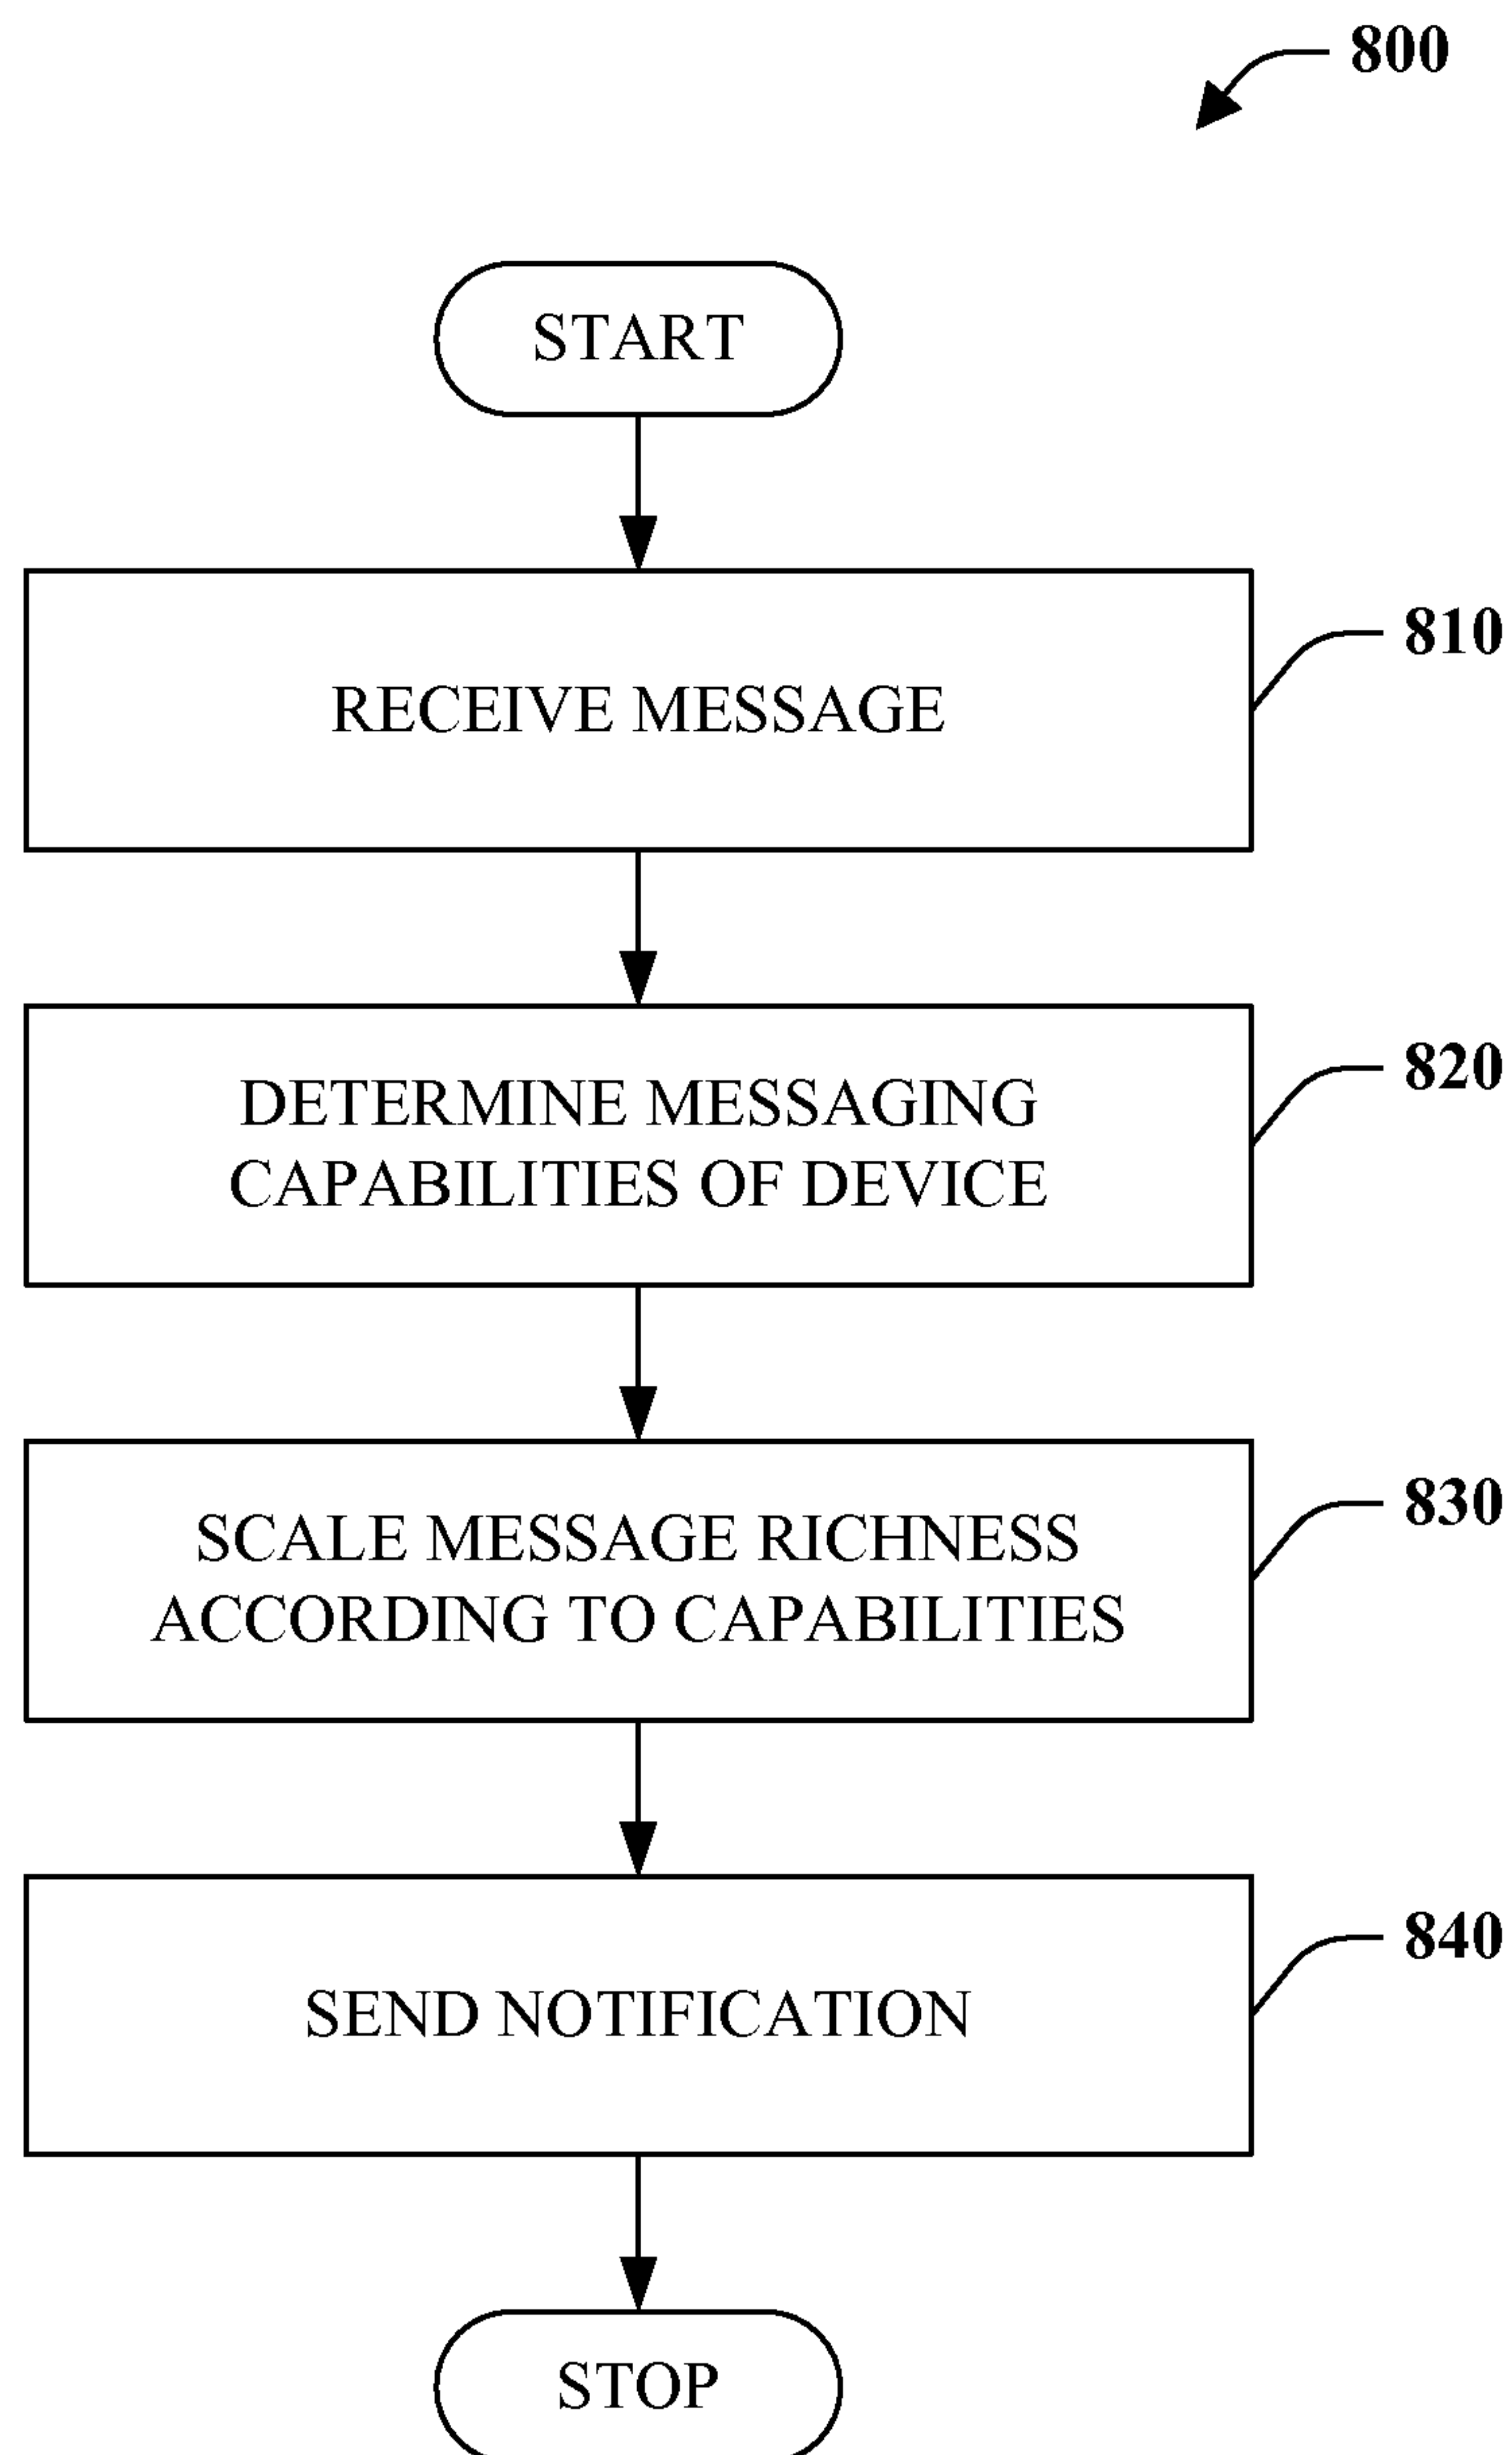 800
START
RECEIVE MESSAGE
810
DETERMINE MESSAGING
CAPABILITIES OF DEVICE
820
SCALE MESSAGE RICHNESS
ACCORDING TO CAPABILITIES
830
SEND NOTIFICATION
840
STOP